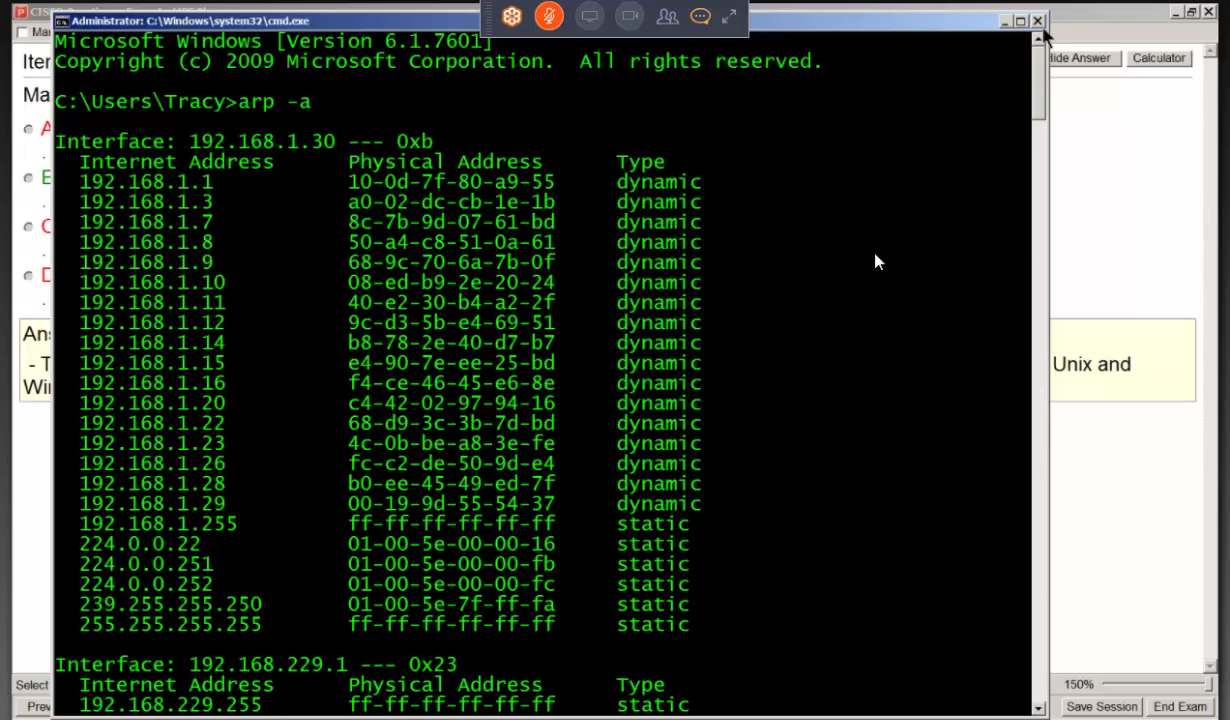 Administrator: C:\Windows\system32\cmd.exe
Microsoft Windows [Version 6.1.7601]
Copyright (c) 2009 Microsoft Corporation.  All rights reserved.
C:\Users\Tracy>arp -a
Interface: 192.168.1.30 --- 0xb
Internet Address Physical Address Type
192.168.1.1 10-0d-7f-80-a9-55 dynamic
192.168.1.3 a0-02-dc-cb-1e-1b dynamic
192.168.1.7 8c-7b-9d-07-61-bd dynamic
192.168.1.8 50-a4-c8-51-0a-61 dynamic
192.168.1.9 68-9c-70-6a-7b-0f dynamic
192.168.1.10 08-ed-b9-2e-20-24 dynamic
192.168.1.11 40-e2-30-b4-a2-2f dynamic
192.168.1.12 9c-d3-5b-e4-69-51 dynamic
192.168.1.14 b8-78-2e-40-d7-b7 dynamic
192.168.1.15 e4-90-7e-ee-25-bd dynamic
192.168.1.16 f4-ce-46-45-e6-8e dynamic
192.168.1.20 c4-42-02-97-94-16 dynamic
192.168.1.22 68-d9-3c-3b-7d-bd dynamic
192.168.1.23 4c-0b-be-a8-3e-fe dynamic
192.168.1.26 fc-c2-de-50-9d-e4 dynamic
192.168.1.28 b0-ee-45-49-ed-7f dynamic
192.168.1.29 00-19-9d-55-54-37 dynamic
192.168.1.255 ff-ff-ff-ff-ff-ff static
224.0.0.22 01-00-5e-00-00-16 static
224.0.0.251 01-00-5e-00-00-fb static
224.0.0.252 01-00-5e-00-00-fc static
239.255.255.250 01-00-5e-7f-ff-fa static
255.255.255.255 ff-ff-ff-ff-ff-ff static
Interface: 192.168.229.1 --- 0x23
Internet Address Physical Address Type
192.168.229.255 ff-ff-ff-ff-ff-ff static
Iter
Ma
A
E
C
D
Ans
- T
Wi
Select
Prev
ide Answer
Calculator
Unix and
150%
Save Session
End Exam